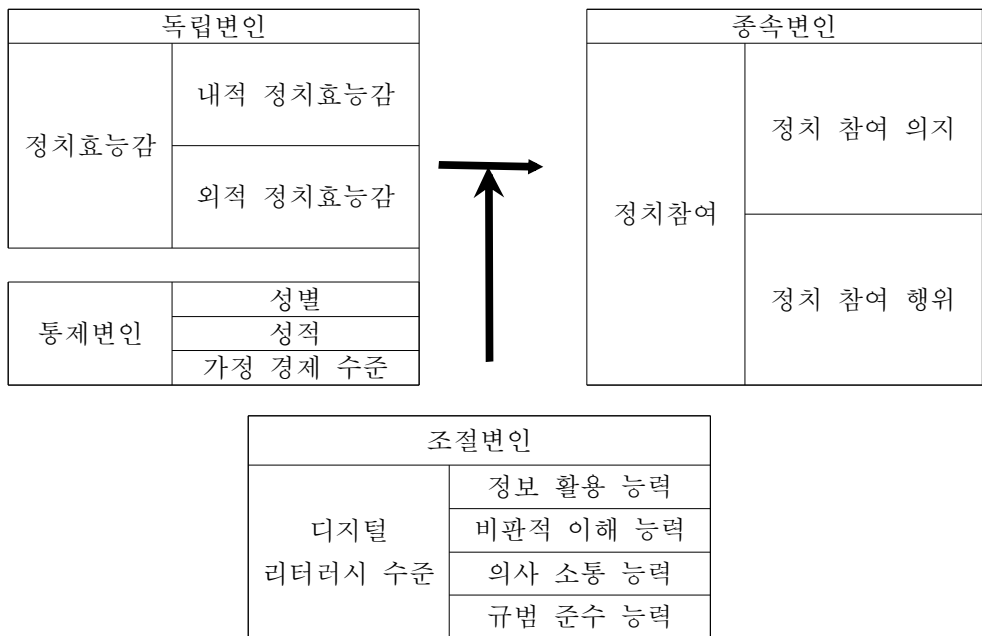 독립변인
정치효능감
내적 정치효능감
외적 정치효능감
통제변인
성별
성적
가정 경제 수준
종속변인
정치참여
정치 참여 의지
정치 참여 행위
조절변인
디지털
리터러시 수준
정보 활용 능력
비판적 이해 능력
의사 소통 능력
규범 준수 능력